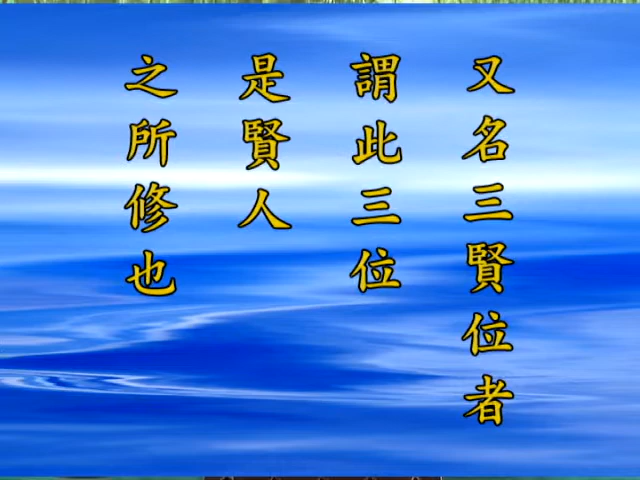 又名三賢位者
謂此三位
是賢人
之所修也